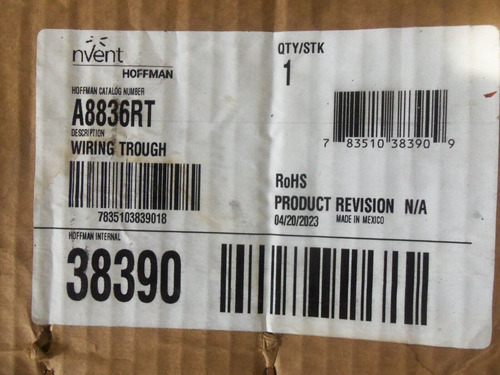 nvent
HOFFMAN
HOFFMAN CATALOG NUMBER
A8836RT
DESCRIPTION
WIRING TROUGH
7835103839018
QTY/STK
1
7 83510 38390 9
RoHS
PRODUCT REVISION N/A
04/20/2023 MADE IN MEXICO
HOFFMAN INTERNAL
38390